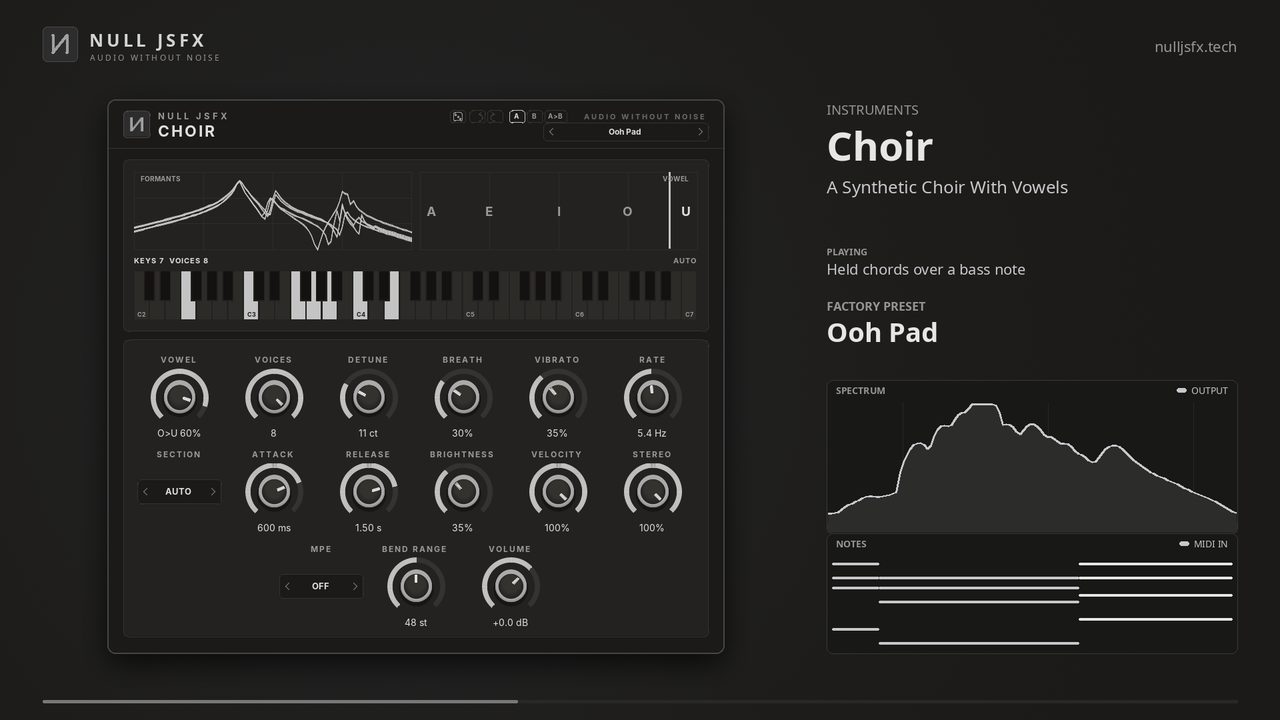 NULL JSFX
AUDIO WITHOUT NOISE
nulljsfx.tech
NULL JSFX
CHOIR
A B A>B AUDIO WITHOUT NOISE
Ooh Pad
FORMANTS
VOWEL
A E I O U
KEYS 7 VOICES 8 AUTO
C2 C3 C4 C5 C6 C7
VOWEL VOICES DETUNE BREATH VIBRATO RATE
O>U 60% 8 11 ct 30% 35% 5.4 Hz
SECTION ATTACK RELEASE BRIGHTNESS VELOCITY STEREO
AUTO
600 ms 1.50 s 35% 100% 100%
MPE BEND RANGE VOLUME
OFF
48 st +0.0 dB
INSTRUMENTS
Choir
A Synthetic Choir With Vowels
PLAYING
Held chords over a bass note
FACTORY PRESET
Ooh Pad
SPECTRUM OUTPUT
NOTES MIDI IN